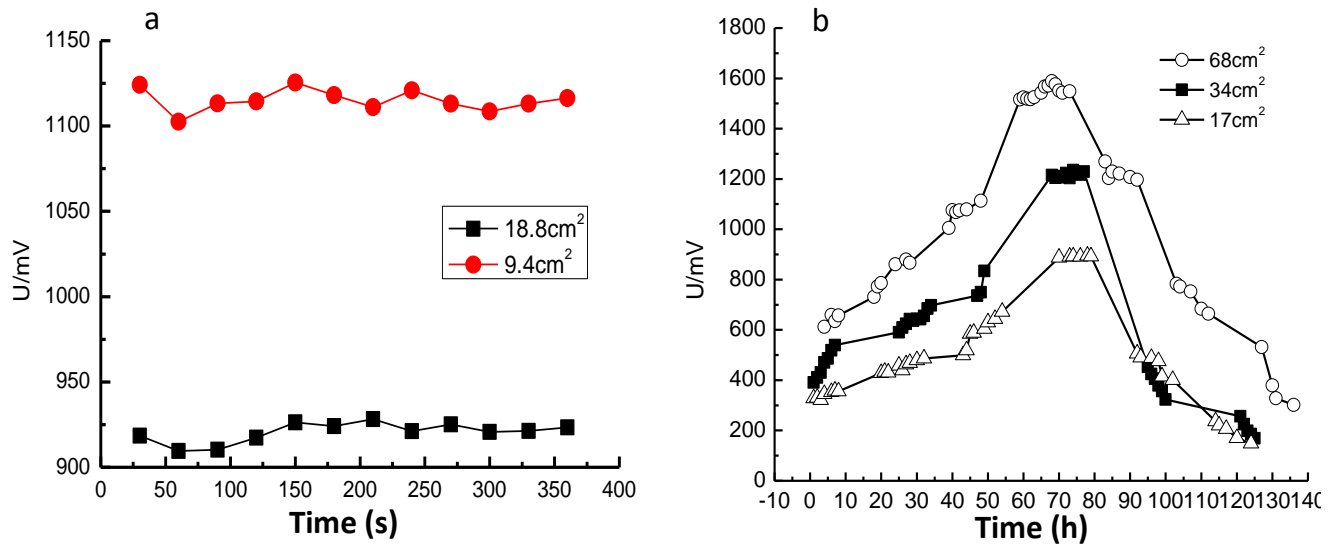 a
1150
1100
1050
1000
950
900
U/mV
18.8cm²
9.4cm²
0 50 100 150 200 250 300 350 400
Time (s)
b
1800
1600
1400
1200
1000
800
600
400
200
0
U/mV
68cm²
34cm²
17cm²
-10 0 10 20 30 40 50 60 70 80 90 100 110 120 130 140
Time (h)